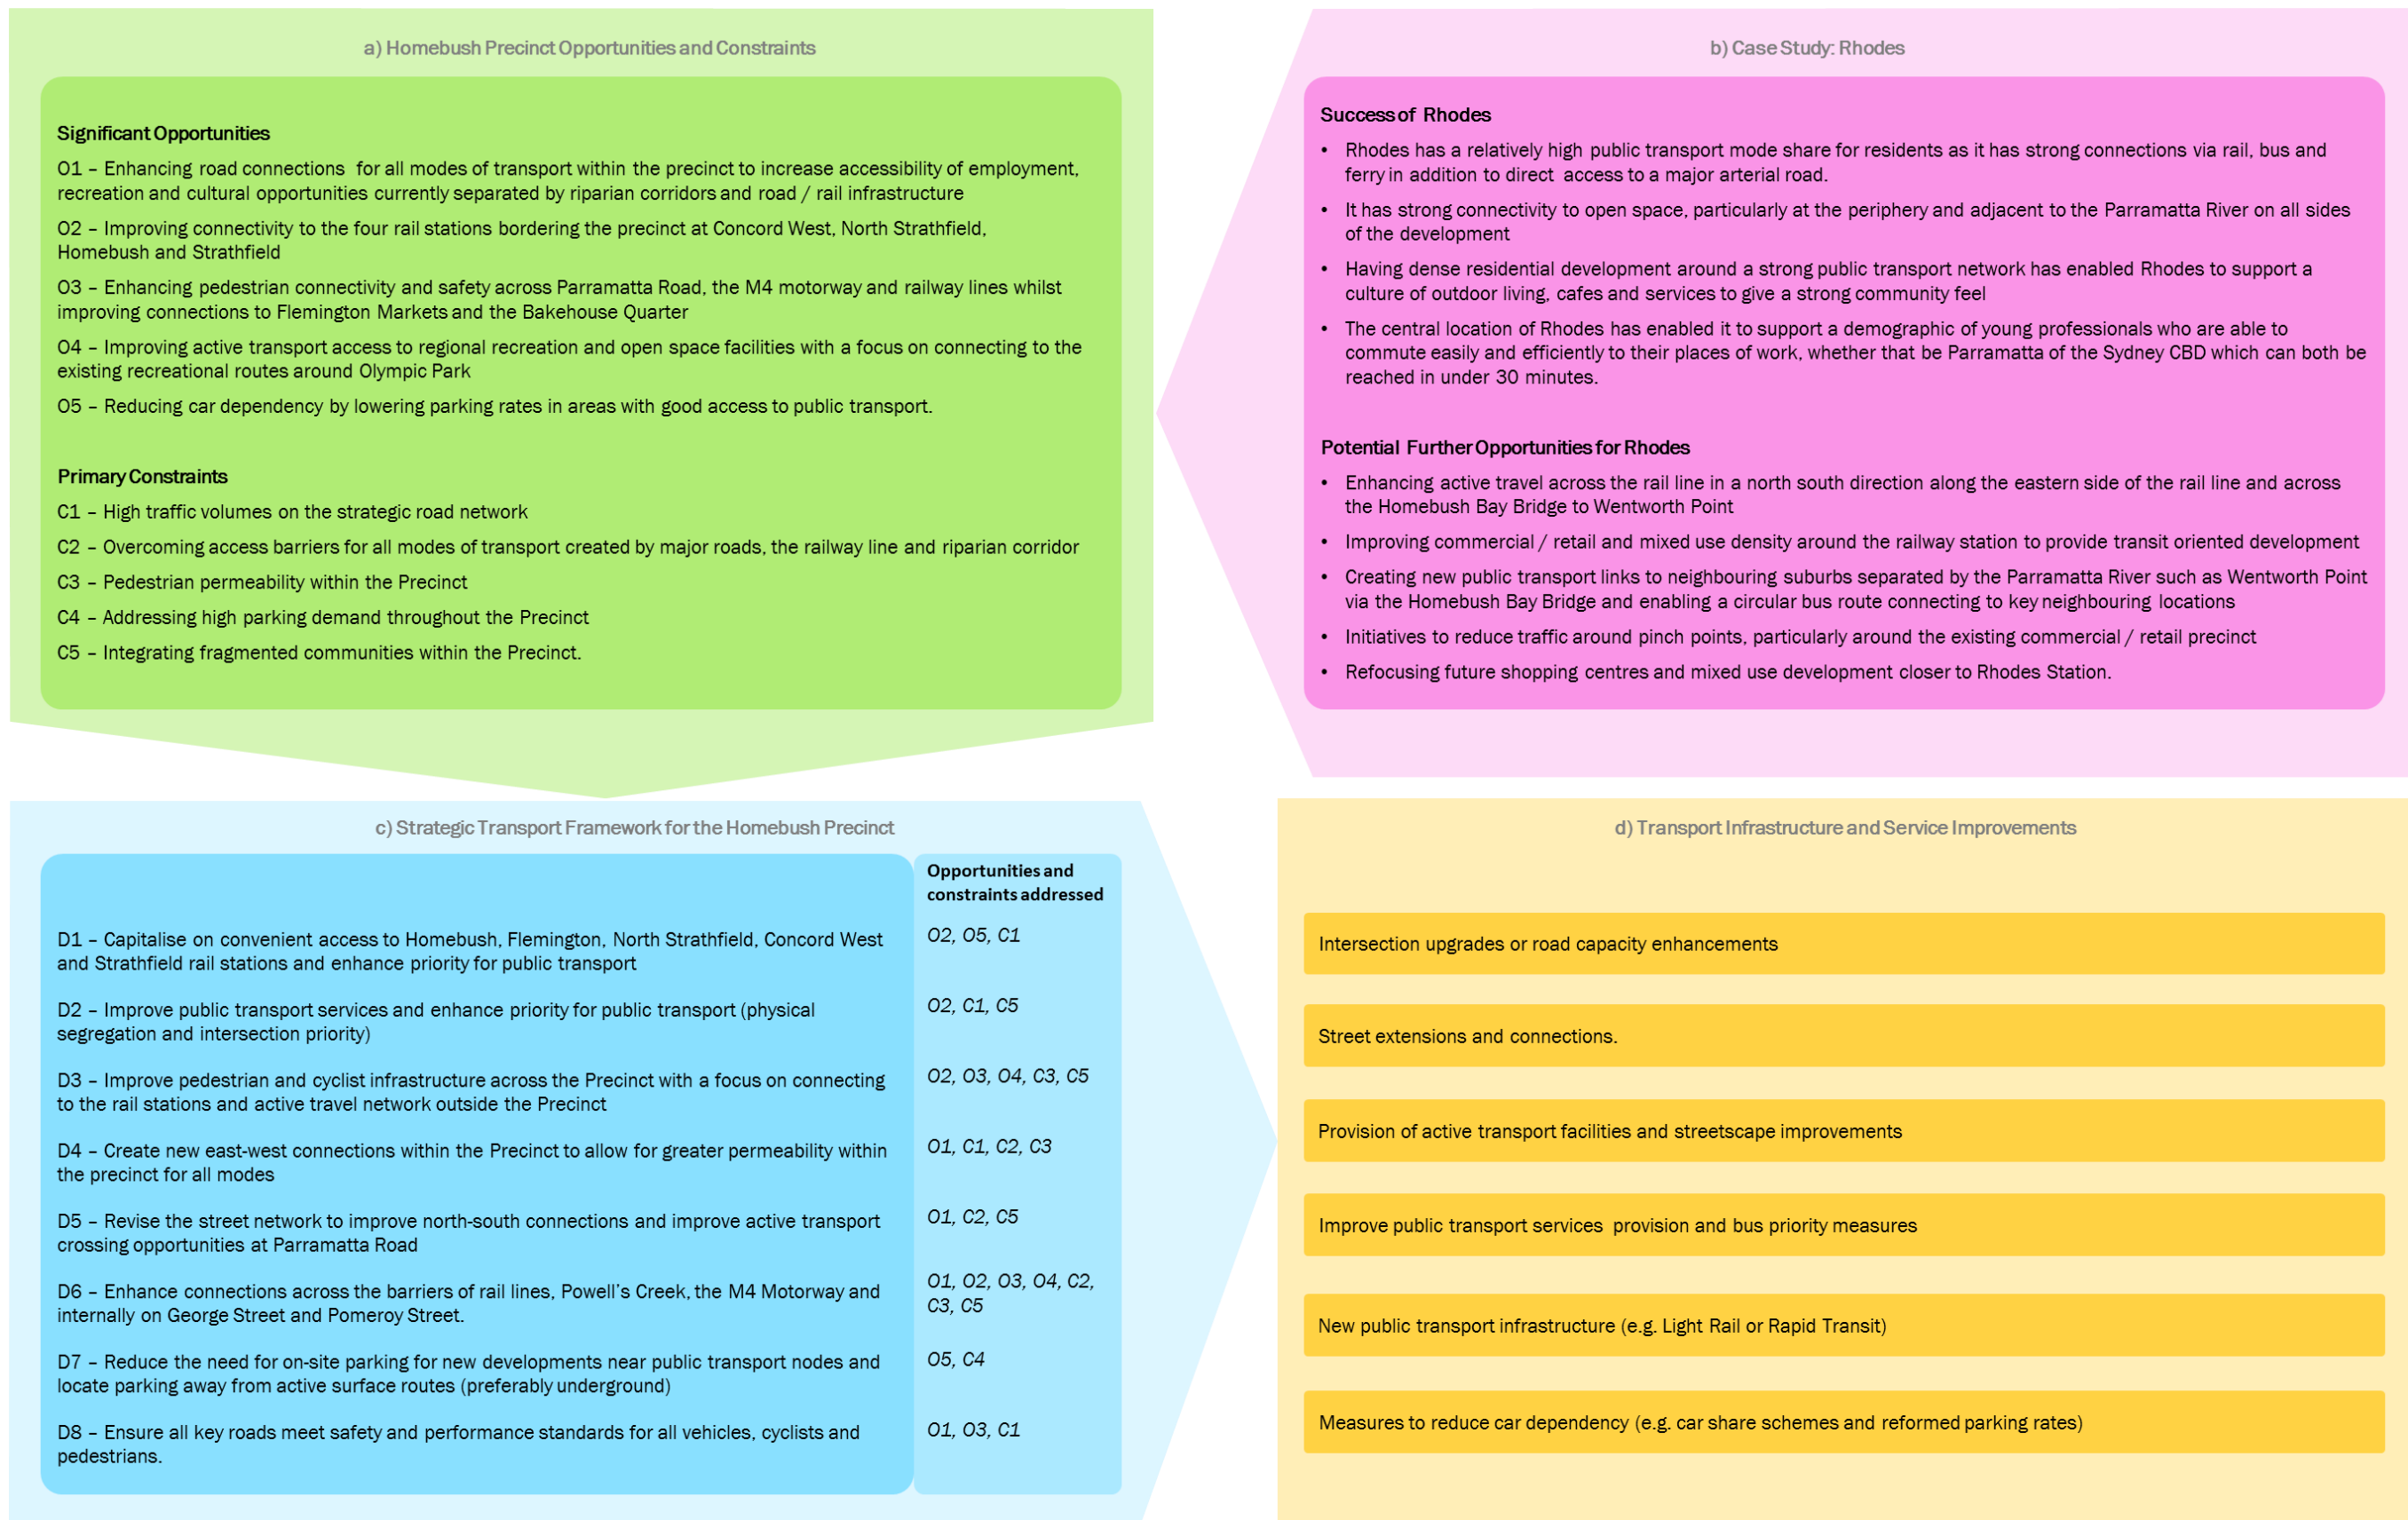 a) Homebush Precinct Opportunities and Constraints
Significant Opportunities
O1 – Enhancing road connections for all modes of transport within the precinct to increase accessibility of employment,
recreation and cultural opportunities currently separated by riparian corridors and road / rail infrastructure
O2 – Improving connectivity to the four rail stations bordering the precinct at Concord West, North Strathfield,
Homebush and Strathfield
O3 – Enhancing pedestrian connectivity and safety across Parramatta Road, the M4 motorway and railway lines whilst
improving connections to Flemington Markets and the Bakehouse Quarter
O4 – Improving active transport access to regional recreation and open space facilities with a focus on connecting to the
existing recreational routes around Olympic Park
O5 – Reducing car dependency by lowering parking rates in areas with good access to public transport.
Primary Constraints
C1 – High traffic volumes on the strategic road network
C2 – Overcoming access barriers for all modes of transport created by major roads, the railway line and riparian corridor
C3 – Pedestrian permeability within the Precinct
C4 – Addressing high parking demand throughout the Precinct
C5 – Integrating fragmented communities within the Precinct.
b) Case Study: Rhodes
Success of Rhodes
• Rhodes has a relatively high public transport mode share for residents as it has strong connections via rail, bus and
ferry in addition to direct access to a major arterial road.
• It has strong connectivity to open space, particularly at the periphery and adjacent to the Parramatta River on all sides
of the development
• Having dense residential development around a strong public transport network has enabled Rhodes to support a
culture of outdoor living, cafes and services to give a strong community feel
• The central location of Rhodes has enabled it to support a demographic of young professionals who are able to
commute easily and efficiently to their places of work, whether that be Parramatta of the Sydney CBD which can both be
reached in under 30 minutes.
Potential Further Opportunities for Rhodes
• Enhancing active travel across the rail line in a north south direction along the eastern side of the rail line and across
the Homebush Bay Bridge to Wentworth Point
• Improving commercial / retail and mixed use density around the railway station to provide transit oriented development
• Creating new public transport links to neighbouring suburbs separated by the Parramatta River such as Wentworth Point
via the Homebush Bay Bridge and enabling a circular bus route connecting to key neighbouring locations
• Initiatives to reduce traffic around pinch points, particularly around the existing commercial / retail precinct
• Refocusing future shopping centres and mixed use development closer to Rhodes Station.
c) Strategic Transport Framework for the Homebush Precinct
Opportunities and
constraints addressed
D1 – Capitalise on convenient access to Homebush, Flemington, North Strathfield, Concord West
and Strathfield rail stations and enhance priority for public transport
O2, O5, C1
D2 – Improve public transport services and enhance priority for public transport (physical
segregation and intersection priority)
O2, C1, C5
D3 – Improve pedestrian and cyclist infrastructure across the Precinct with a focus on connecting
to the rail stations and active travel network outside the Precinct
O2, O3, O4, C3, C5
D4 – Create new east-west connections within the Precinct to allow for greater permeability within
the precinct for all modes
O1, C1, C2, C3
D5 – Revise the street network to improve north-south connections and improve active transport
crossing opportunities at Parramatta Road
O1, C2, C5
D6 – Enhance connections across the barriers of rail lines, Powell's Creek, the M4 Motorway and
internally on George Street and Pomeroy Street.
O1, O2, O3, O4, C2,
C3, C5
D7 – Reduce the need for on-site parking for new developments near public transport nodes and
locate parking away from active surface routes (preferably underground)
O5, C4
D8 – Ensure all key roads meet safety and performance standards for all vehicles, cyclists and
pedestrians.
O1, O3, C1
d) Transport Infrastructure and Service Improvements
Intersection upgrades or road capacity enhancements
Street extensions and connections.
Provision of active transport facilities and streetscape improvements
Improve public transport services provision and bus priority measures
New public transport infrastructure (e.g. Light Rail or Rapid Transit)
Measures to reduce car dependency (e.g. car share schemes and reformed parking rates)